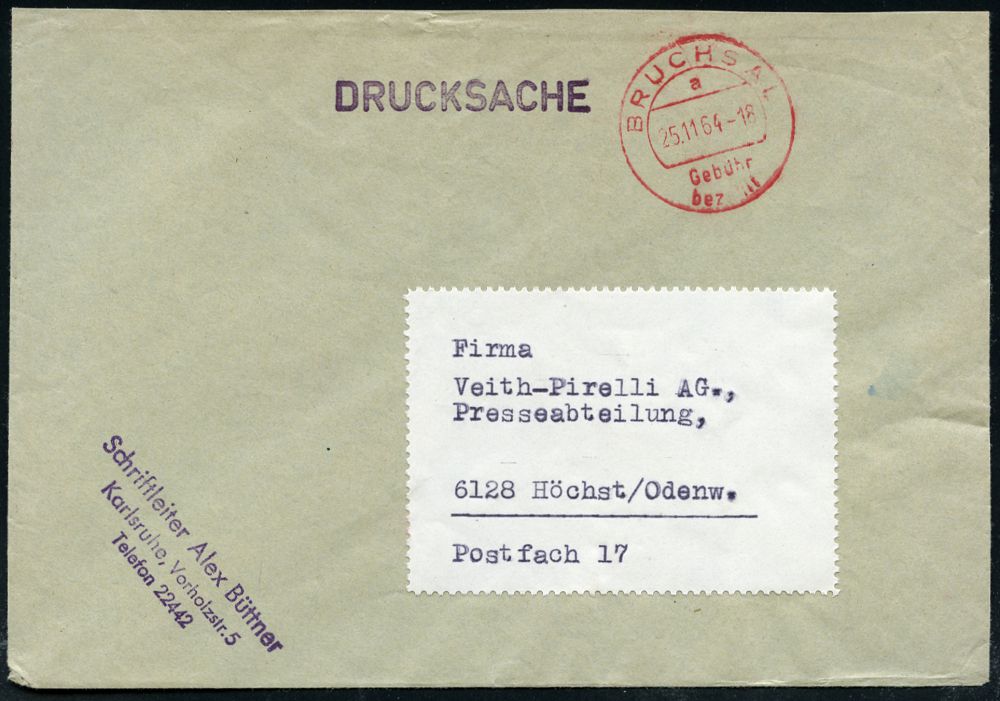 DRUCKSACHE
BRUCHSAL
a
25.11.64-18
Gebühr
Firma
Veith-Pirelli AG.,
Presseabteilung,
6128 Höchst/Odenw.
Postfach 17
Schriftleiter Alex Büttner
Karlsruhe, Vorholzstr.5
Telefon 22442